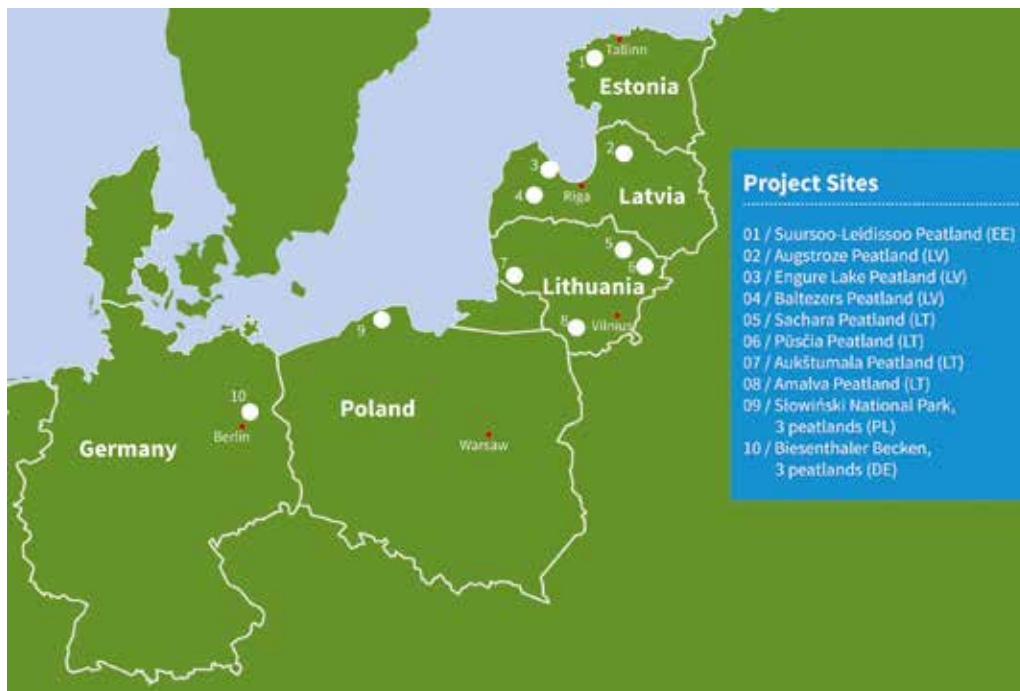 Tallinn
1
Estonia
2
3
Riga
4
Latvia
5
6
7
Lithuania
8
Vilnius
9
10
Poland
Berlin
Warsaw
Germany
Project Sites
01 / Suursoo-Leidissoo Peatland (EE)
02 / Augstroze Peatland (LV)
03 / Engure Lake Peatland (LV)
04 / Baltezers Peatland (LV)
05 / Sachara Peatland (LT)
06 / Pūsčia Peatland (LT)
07 / Aukštumala Peatland (LT)
08 / Amalva Peatland (LT)
09 / Słowiński National Park,
3 peatlands (PL)
10 / Biesenthaler Becken,
3 peatlands (DE)